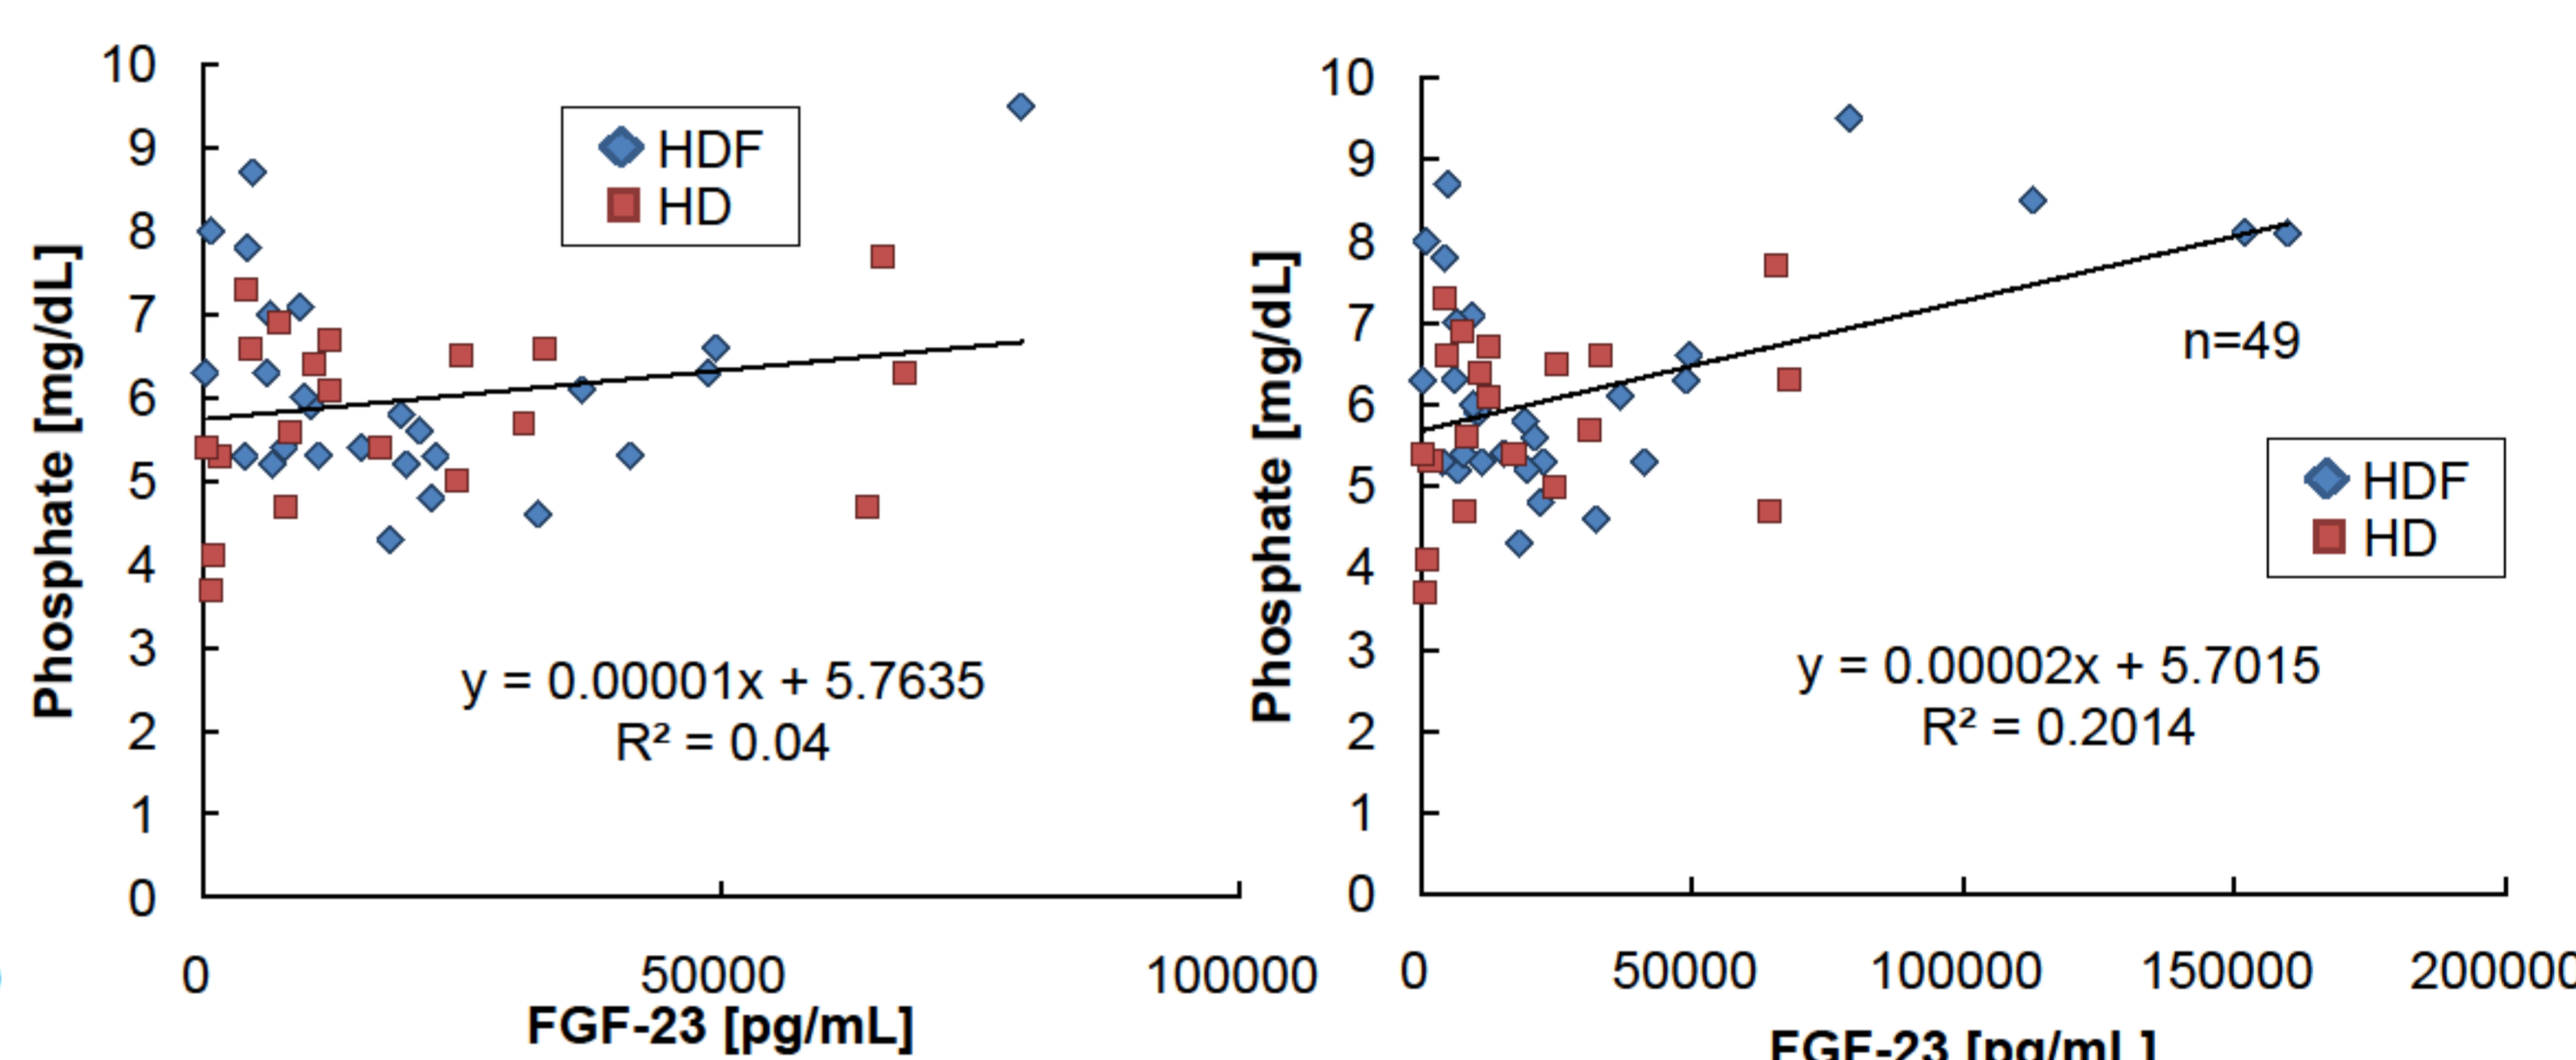 10
9
8
7
6
5
4
3
2
1
0
Phosphate [mg/dL]
HDF
HD
y = 0.00001x + 5.7635
R² = 0.04
0 50000 100000
FGF-23 [pg/mL]
10
9
8
7
6
5
4
3
2
1
0
Phosphate [mg/dL]
n=49
HDF
HD
y = 0.00002x + 5.7015
R² = 0.2014
0 50000 100000 150000 200000
FGF-23 [pg/mL]